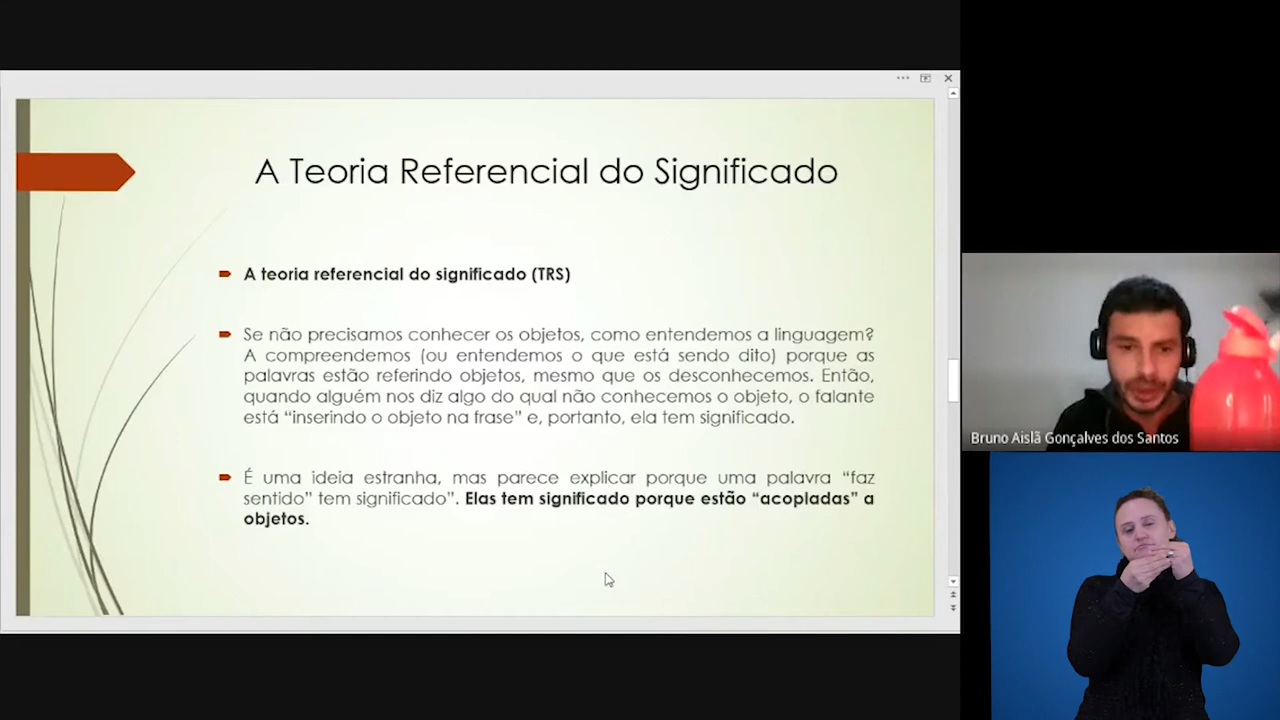 A Teoria Referencial do Significado
A teoria referencial do significado (TRS)
Se não precisamos conhecer os objetos, como entendemos a linguagem?
A compreendemos (ou entendemos o que está sendo dito) porque as
palavras estão referindo objetos, mesmo que os desconhecemos. Então,
quando alguém nos diz algo do qual não conhecemos o objeto, o falante
está “inserindo o objeto na frase” e, portanto, ela tem significado.
É uma ideia estranha, mas parece explicar porque uma palavra “faz
sentido” tem significado”. Elas tem significado porque estão “acopladas” a
objetos.
Bruno Aislã Gonçalves dos Santos